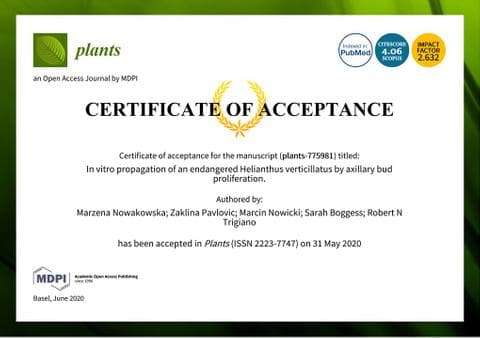 plants
an Open Access Journal by MDPI
Indexed in
PubMed
CITESCORE
4.06
SCOPUS
IMPACT
FACTOR
2.632
CERTIFICATE OF ACCEPTANCE
Certificate of acceptance for the manuscript (plants-775981) titled:
In vitro propagation of an endangered Helianthus verticillatus by axillary bud
proliferation.
Authored by:
Marzena Nowakowska; Zaklina Pavlovic; Marcin Nowicki; Sarah Boggess; Robert N
Trigiano
has been accepted in Plants (ISSN 2223-7747) on 31 May 2020
MDPI
Academic Open Access Publishing
since 1996
Basel, June 2020